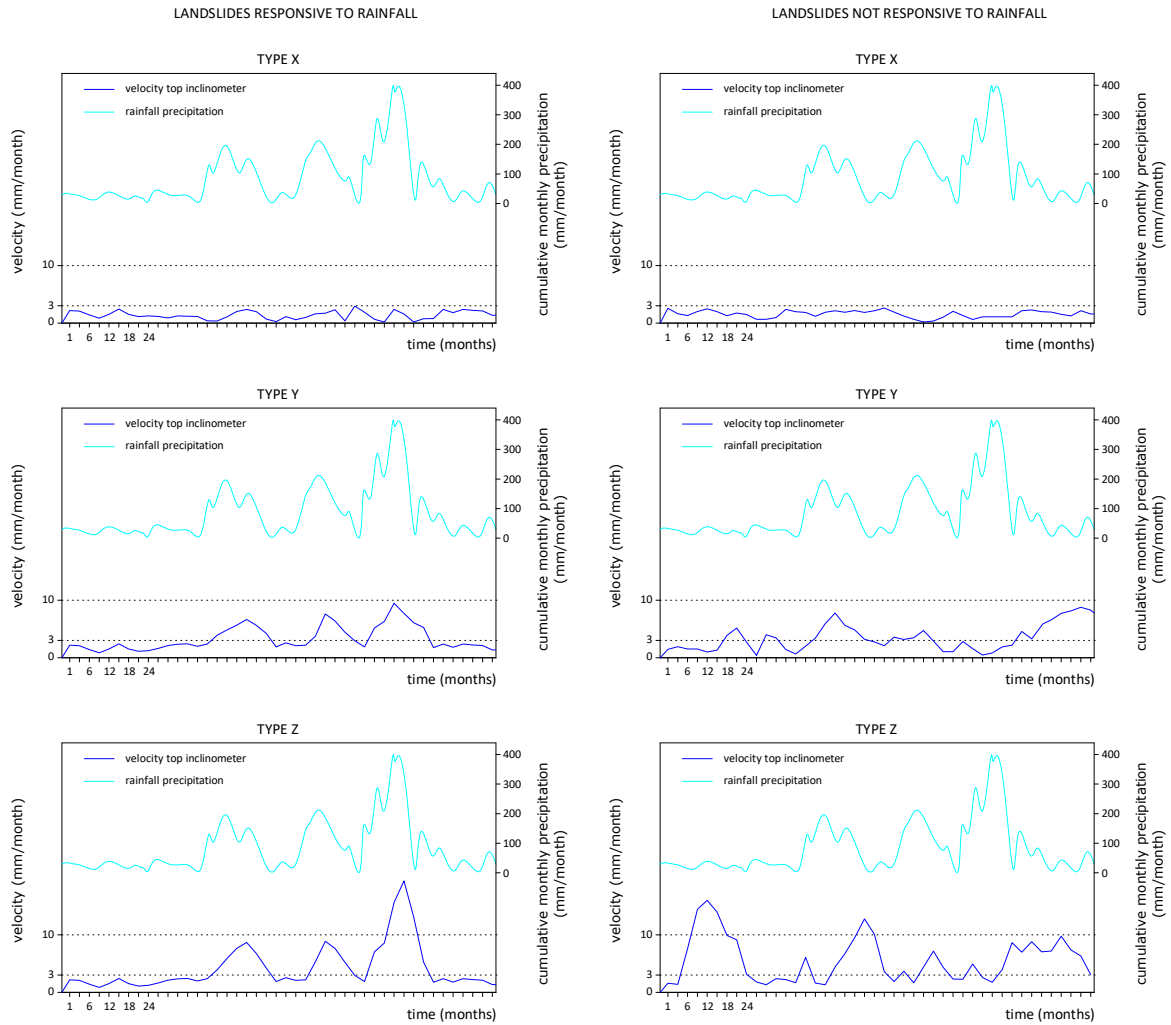 LANDSLIDES RESPONSIVE TO RAINFALL
LANDSLIDES NOT RESPONSIVE TO RAINFALL
TYPE X
velocity top inclinometer
rainfall precipitation
velocity (mm/month)
10
3
0
1 6 12 18 24
time (months)
400
300
200
100
0
cumulative monthly precipitation
(mm/month)
TYPE X
velocity top inclinometer
rainfall precipitation
velocity (mm/month)
10
3
0
1 6 12 18 24
time (months)
400
300
200
100
0
cumulative monthly precipitation
(mm/month)
TYPE Y
velocity top inclinometer
rainfall precipitation
velocity (mm/month)
10
3
0
1 6 12 18 24
time (months)
400
300
200
100
0
cumulative monthly precipitation
(mm/month)
TYPE Y
velocity top inclinometer
rainfall precipitation
velocity (mm/month)
10
3
0
1 6 12 18 24
time (months)
400
300
200
100
0
cumulative monthly precipitation
(mm/month)
TYPE Z
velocity top inclinometer
rainfall precipitation
velocity (mm/month)
10
3
0
1 6 12 18 24
time (months)
400
300
200
100
0
cumulative monthly precipitation
(mm/month)
TYPE Z
velocity top inclinometer
rainfall precipitation
velocity (mm/month)
10
3
0
1 6 12 18 24
time (months)
400
300
200
100
0
cumulative monthly precipitation
(mm/month)